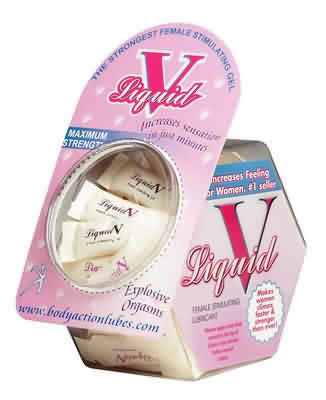 THE STRONGEST FEMALE STIMULATING GEL
V
Liquid
Increases sensation
in just minutes
MAXIMUM
STRENGTH
Liquid V
Liquid V
Explosive
Orgasms
www.bodyactionlubes.com
Increases Feeling
for Women. #1 seller
V
Liquid
FEMALE STIMULATING
LUBRICANT
Makes
women
climax
faster &
stronger
than ever!